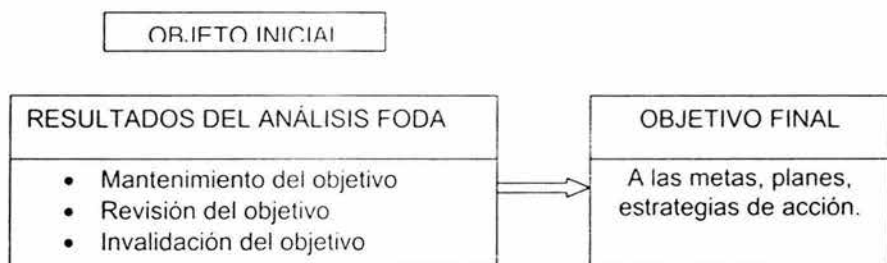 OBJETO INICIAL
RESULTADOS DEL ANÁLISIS FODA
• Mantenimiento del objetivo
• Revisión del objetivo
• Invalidación del objetivo
OBJETIVO FINAL
A las metas, planes,
estrategias de acción.